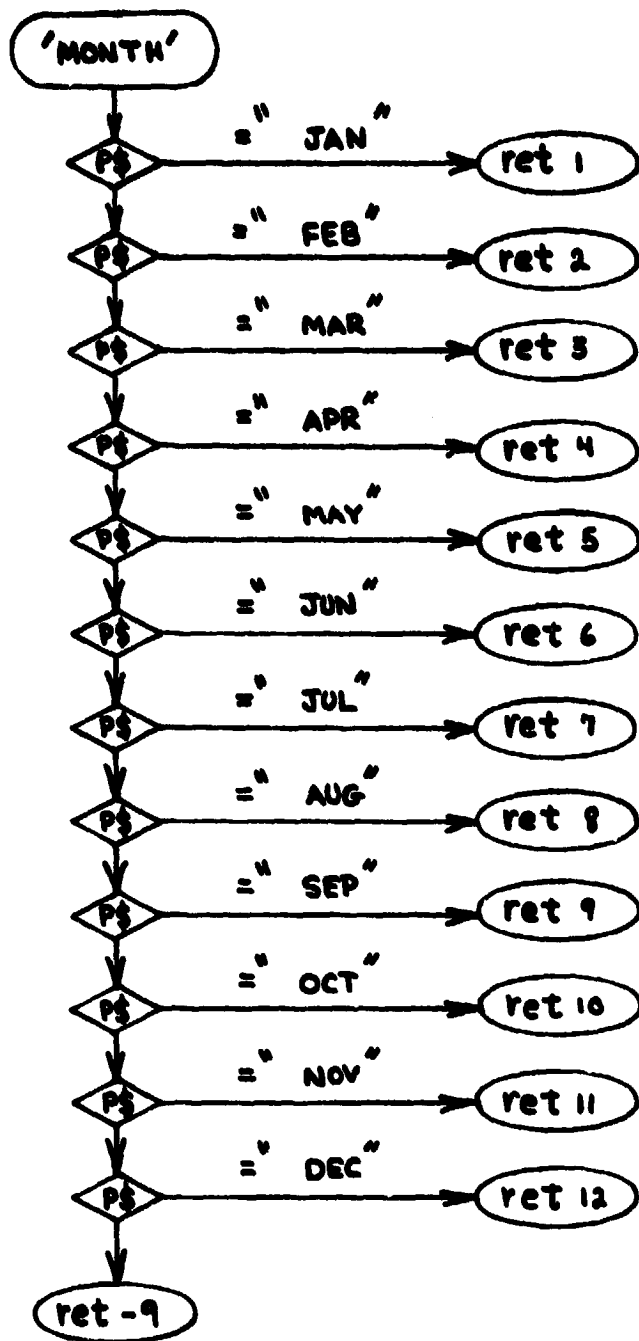 'MONTH'
=" JAN"
P$ ret 1
=" FEB"
P$ ret 2
=" MAR"
P$ ret 3
=" APR"
P$ ret 4
=" MAY"
P$ ret 5
=" JUN"
P$ ret 6
=" JUL"
P$ ret 7
=" AUG"
P$ ret 8
=" SEP"
P$ ret 9
=" OCT"
P$ ret 10
=" NOV"
P$ ret 11
=" DEC"
P$ ret 12
ret -9